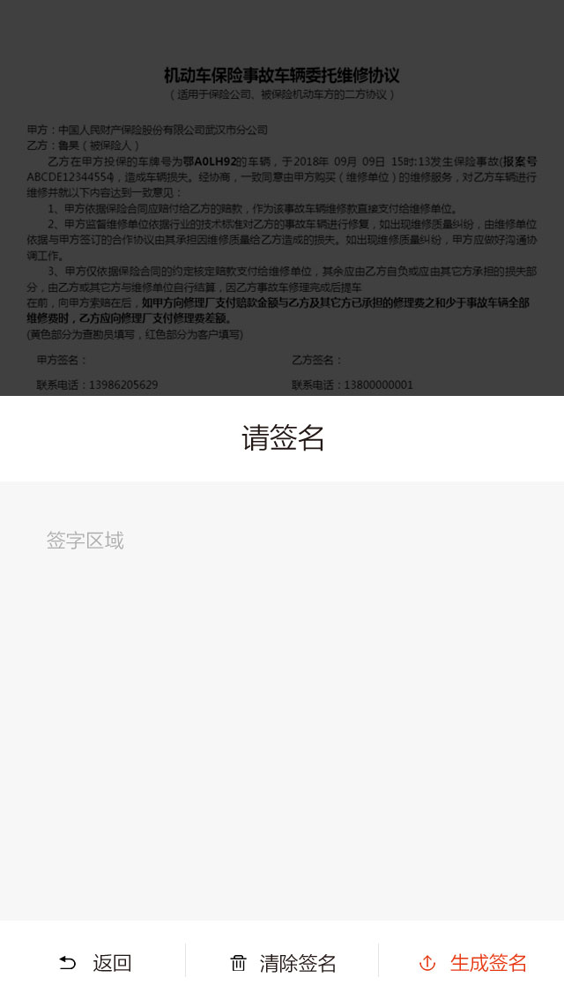 机动车保险事故车辆委托维修协议
（适用于保险公司、被保险机动车方的二方协议）
甲方：中国人民财产保险股份有限公司武汉市分公司
乙方：鲁昊（被保险人）
乙方在甲方投保的车牌号为鄂A0LH92的车辆，于2018年 09月 09日 15时:13发生保险事故(报案号
ABCDE12344554)，造成车辆损失。经协商，一致同意由甲方购买（维修单位）的维修服务，对乙方车辆进行
维修并就以下内容达到一致意见：
1、甲方依据保险合同应赔付给乙方的赔款，作为该事故车辆维修款直接支付给维修单位。
2、甲方监督维修单位依据行业的技术标准对乙方的事故车辆进行修复，如出现维修质量纠纷，由维修单位
依据与甲方签订的合作协议由其承担因维修质量给乙方造成的损失。如出现维修质量纠纷，甲方应做好沟通协
调工作。
3、甲方仅依据保险合同的约定核定赔款支付给维修单位，其余应由乙方自负或应由其它方承担的损失部
分，由乙方或其它方与维修单位自行结算，因乙方事故车修理完成后提车
在前，向甲方索赔在后，如甲方向修理厂支付赔款金额与乙方及其它方已承担的修理费之和少于事故车辆全部
维修费时，乙方应向修理厂支付修理费差额。
(黄色部分为查勘员填写，红色部分为客户填写)
甲方签名： 乙方签名：
联系电话：13986205629 联系电话：13800000001
请签名
签字区域
返回 清除签名 生成签名